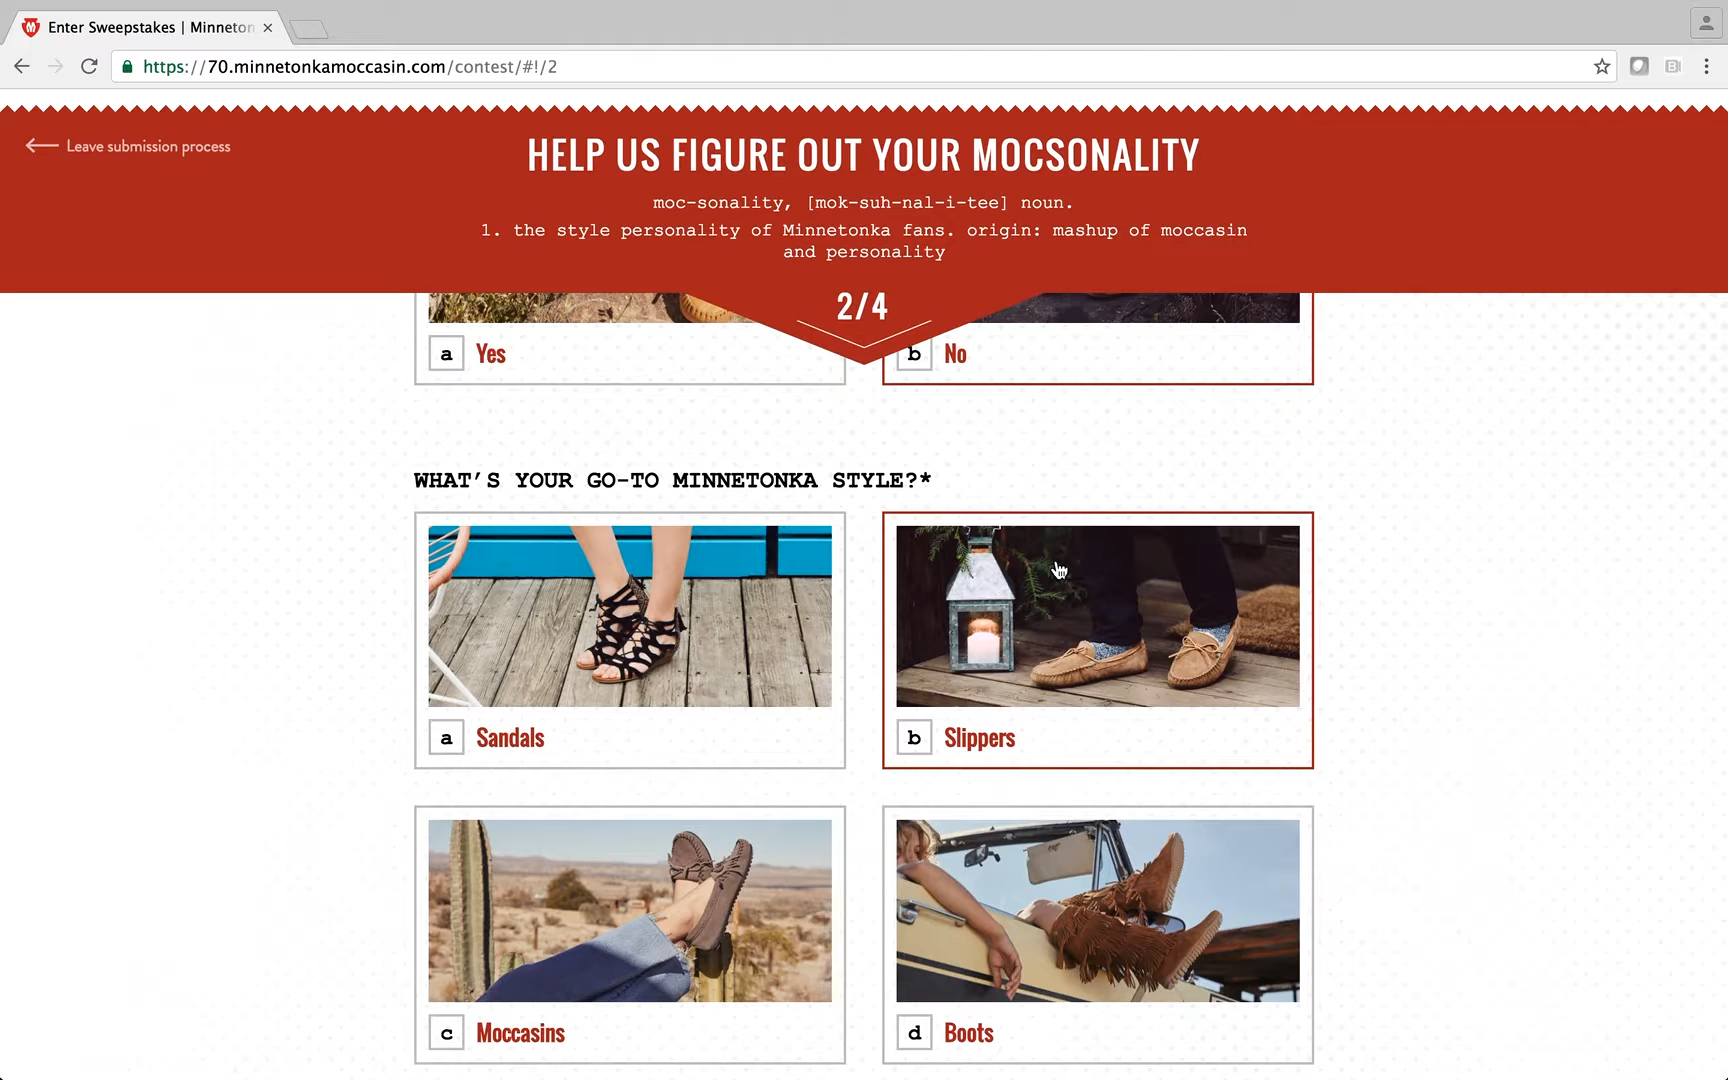 Enter Sweepstakes | Minneton
https://70.minnetonkamoccasin.com/contest/#!/2
Leave submission process
HELP US FIGURE OUT YOUR MOCSONALITY
moc-sonality, [mok-suh-nal-i-tee] noun.
1. the style personality of Minnetonka fans. origin: mashup of moccasin
and personality
2/4
a Yes
b No
WHAT'S YOUR GO-TO MINNETONKA STYLE?*
a Sandals
b Slippers
c Moccasins
d Boots